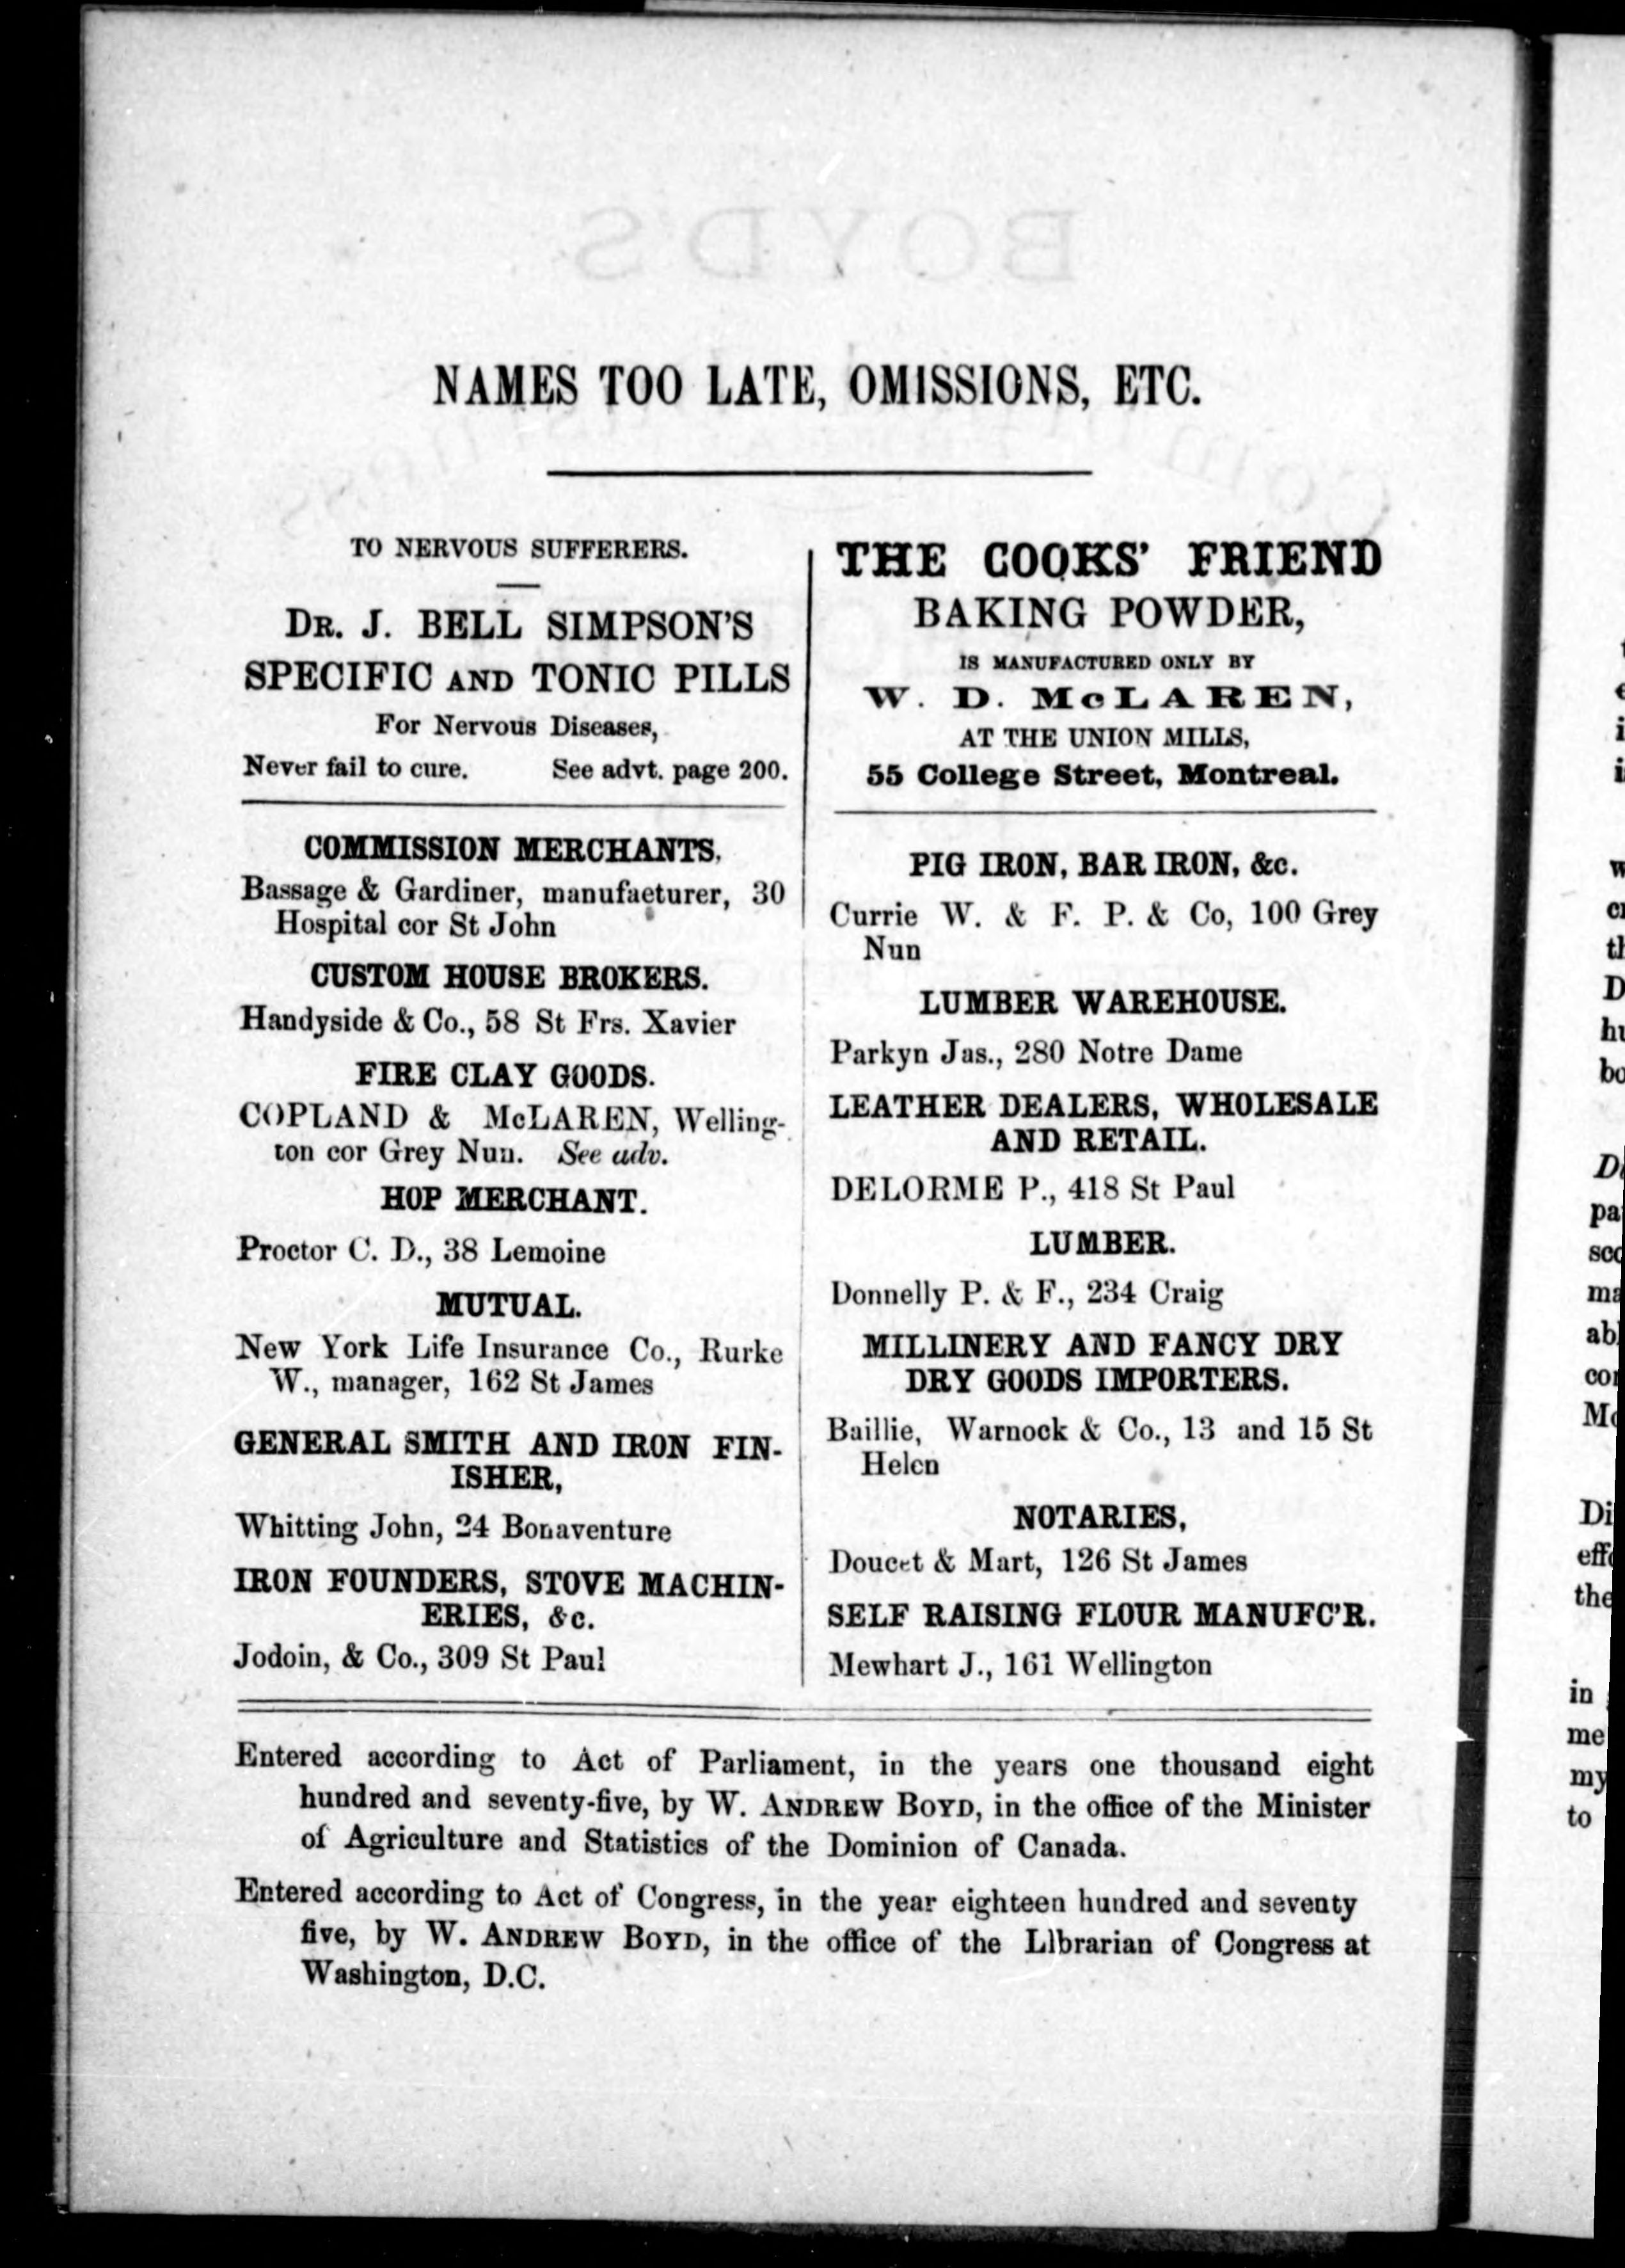 NAMES TOO LATE, OMISSIONS, ETC.
TO NERVOUS SUFFERERS.
DR. J. BELL SIMPSON'S
SPECIFIC AND TONIC PILLS
For Nervous Diseases,
Never fail to cure. See advt. page 200.
COMMISSION MERCHANTS,
Bassage & Gardiner, manufaeturer, 30
Hospital cor St John
CUSTOM HOUSE BROKERS.
Handyside & Co., 58 St Frs. Xavier
FIRE CLAY GOODS.
COPLAND & McLAREN, Welling-
ton cor Grey Nun. See adv.
HOP MERCHANT.
Proctor C. D., 38 Lemoine
MUTUAL.
New York Life Insurance Co., Rurke
W., manager, 162 St James
GENERAL SMITH AND IRON FIN-
ISHER,
Whitting John, 24 Bonaventure
IRON FOUNDERS, STOVE MACHIN-
ERIES, &c.
Jodoin, & Co., 309 St Paul
THE COOKS' FRIEND
BAKING POWDER,
IS MANUFACTURED ONLY BY
W. D. McLAREN,
AT THE UNION MILLS,
55 College Street, Montreal.
PIG IRON, BAR IRON, &c.
Currie W. & F. P. & Co, 100 Grey
Nun
LUMBER WAREHOUSE.
Parkyn Jas., 280 Notre Dame
LEATHER DEALERS, WHOLESALE
AND RETAIL.
DELORME P., 418 St Paul
LUMBER.
Donnelly P. & F., 234 Craig
MILLINERY AND FANCY DRY
DRY GOODS IMPORTERS.
Baillie, Warnock & Co., 13 and 15 St
Helen
NOTARIES,
Doucet & Mart, 126 St James
SELF RAISING FLOUR MANUFC'R.
Mewhart J., 161 Wellington
Entered according to Act of Parliament, in the years one thousand eight
hundred and seventy-five, by W. ANDREW BOYD, in the office of the Minister
of Agriculture and Statistics of the Dominion of Canada.
Entered according to Act of Congress, in the year eighteen hundred and seventy
five, by W. ANDREW BOYD, in the office of the Llbrarian of Congress at
Washington, D.C.